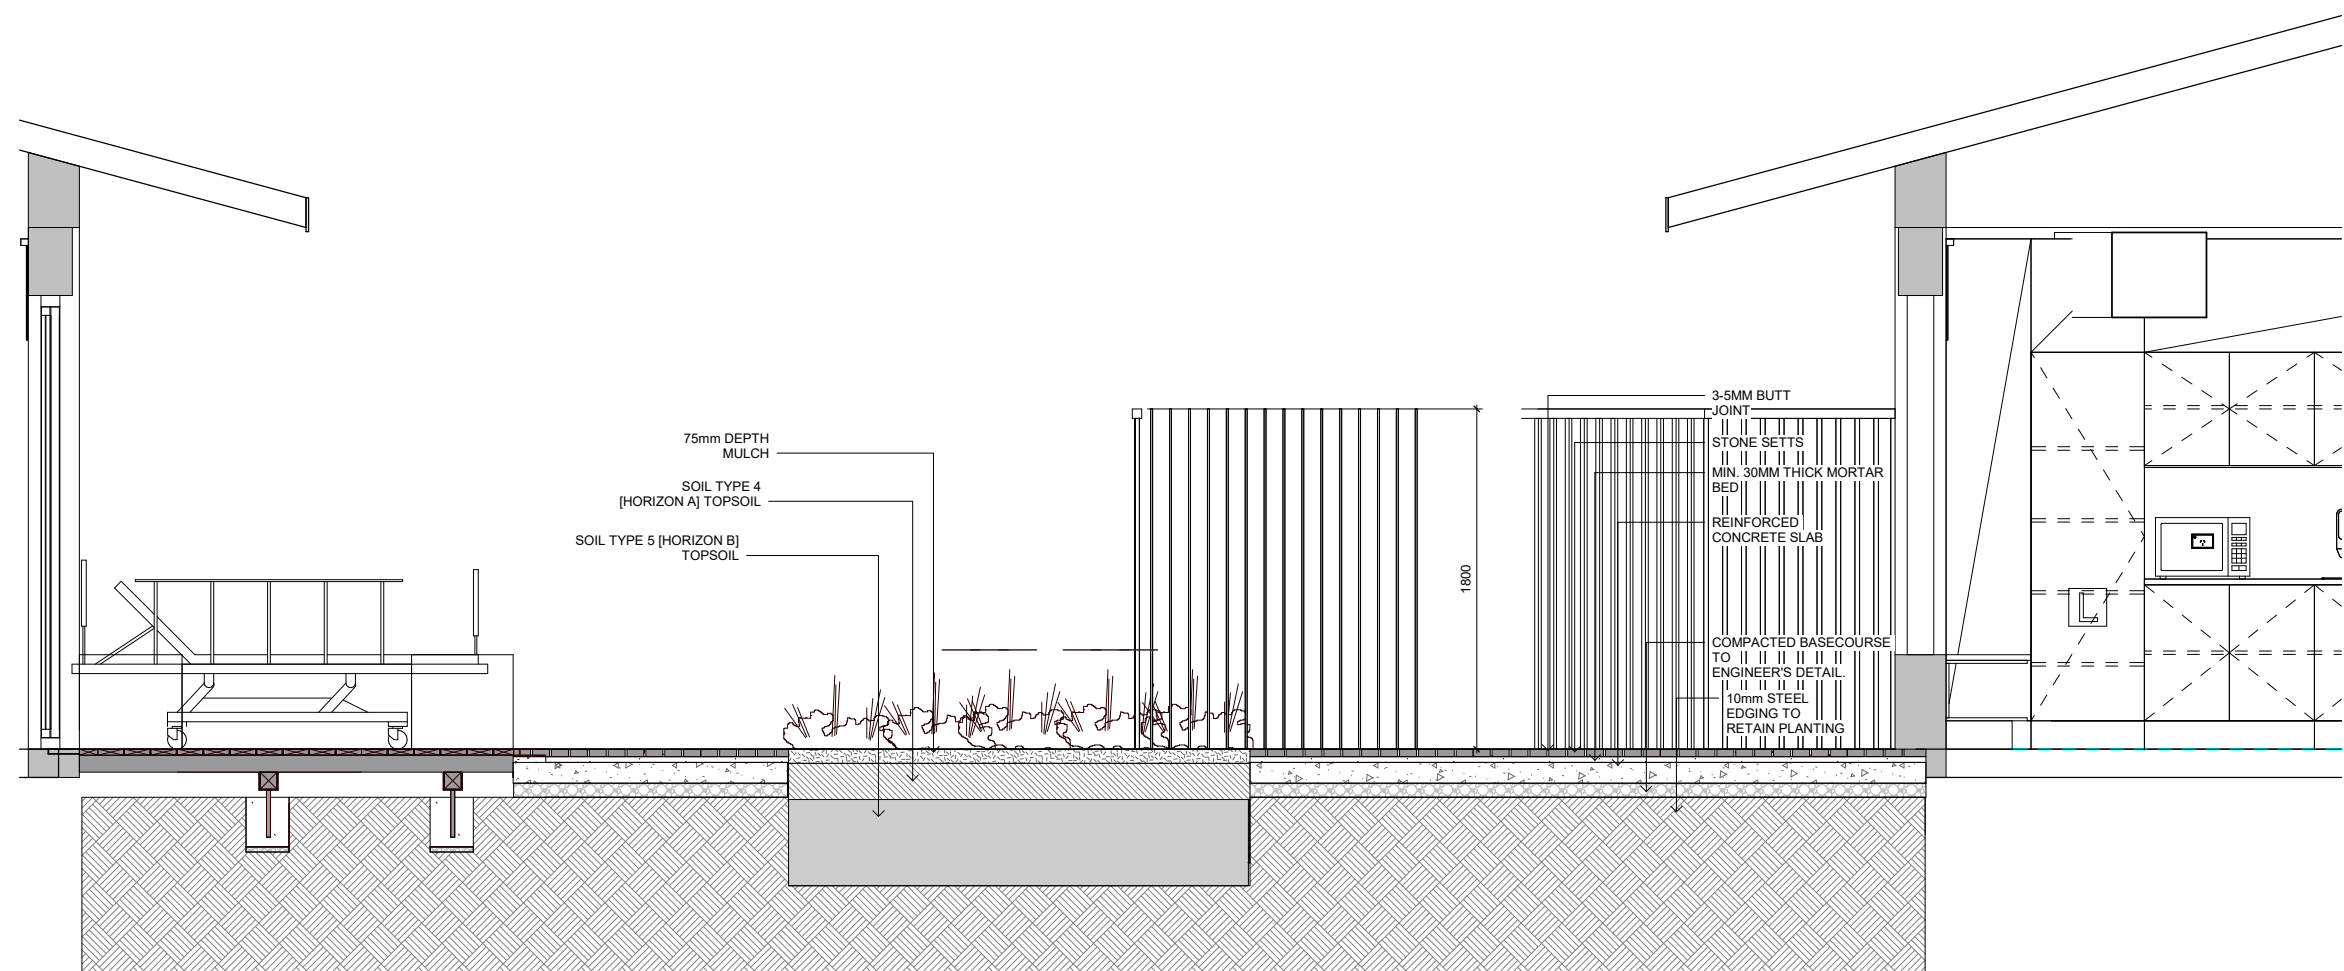 75mm DEPTH
MULCH
SOIL TYPE 4
[HORIZON A] TOPSOIL
SOIL TYPE 5 [HORIZON B]
TOPSOIL
1800
3-5MM BUTT
JOINT
STONE SETTS
MIN. 30MM THICK MORTAR
BED
REINFORCED
CONCRETE SLAB
COMPACTED BASECOURSE
TO
ENGINEER'S DETAIL.
10mm STEEL
EDGING TO
RETAIN PLANTING